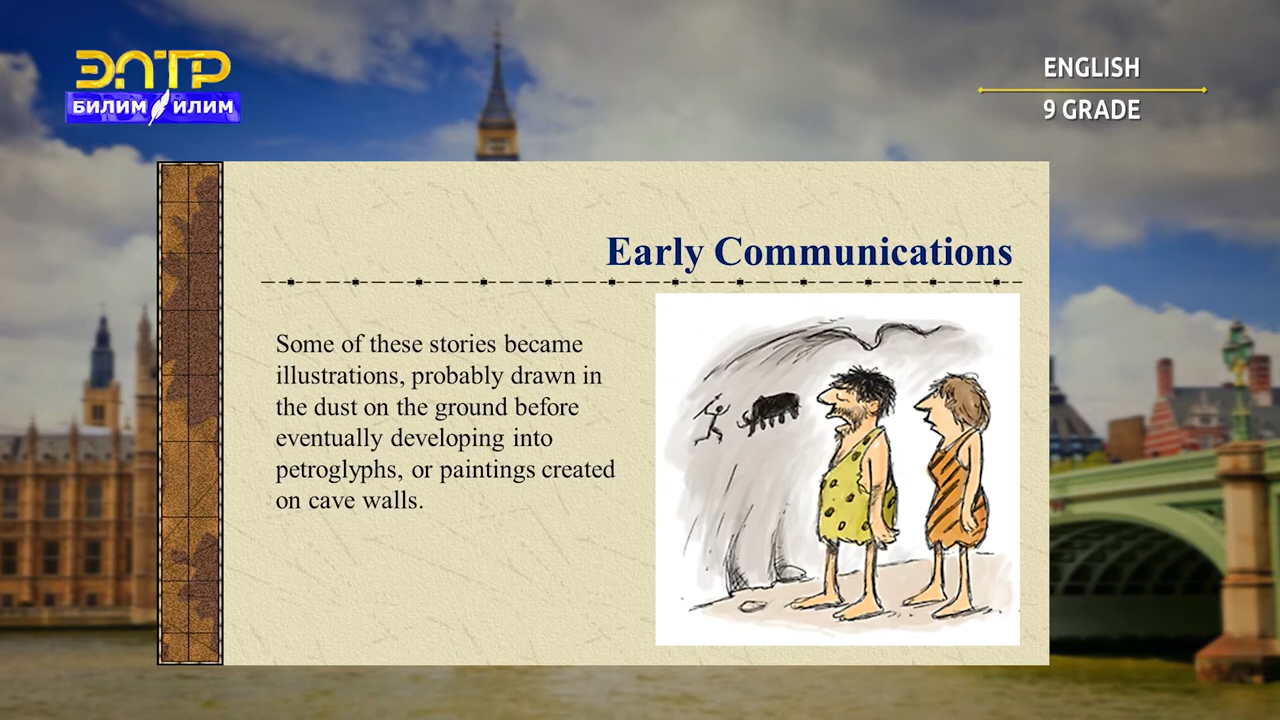 ЭЛТР
БИЛИМ ИЛИМ
ENGLISH
9 GRADE
Early Communications
Some of these stories became
illustrations, probably drawn in
the dust on the ground before
eventually developing into
petroglyphs, or paintings created
on cave walls.